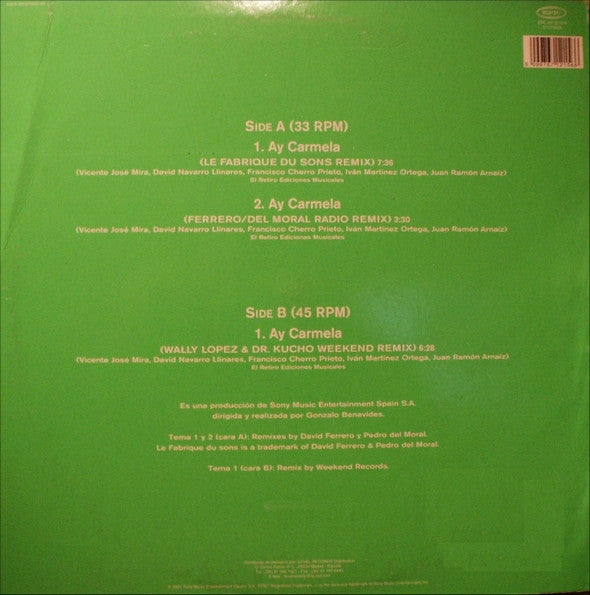 EPIC
SIDE A (33 RPM)
1. Ay Carmela
(LE FABRIQUE DU SONS REMIX) 7:36
(Vicente José Mira, David Navarro Llinares, Francisco Cherro Prieto, Iván Martínez Ortega, Juan Ramón Arnaiz)
El Retiro Ediciones Musicales
2. Ay Carmela
(FERRERO/DEL MORAL RADIO REMIX) 3:30
(Vicente José Mira, David Navarro Llinares, Francisco Cherro Prieto, Iván Martínez Ortega, Juan Ramón Arnaiz)
El Retiro Ediciones Musicales
SIDE B (45 RPM)
1. Ay Carmela
(WALLY LOPEZ & DR. KUCHO WEEKEND REMIX) 6:28
(Vicente José Mira, David Navarro Llinares, Francisco Cherro Prieto, Iván Martínez Ortega, Juan Ramón Arnaiz)
El Retiro Ediciones Musicales
Es una producción de Sony Music Entertainment Spain S.A.
dirigida y realizada por Gonzalo Benavides.
Tema 1 y 2 (cara A): Remixes by David Ferrero y Pedro del Moral.
Le Fabrique du sons is a trademark of David Ferrero & Pedro del Moral.
Tema 1 (cara B): Remix by Weekend Records.